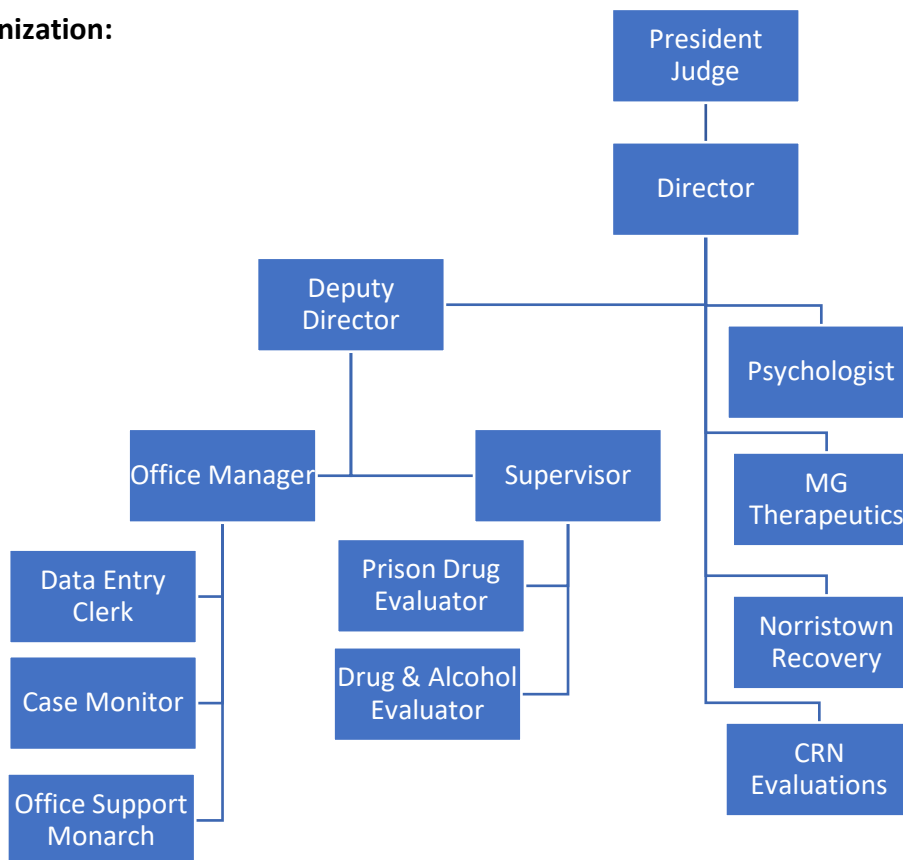 nization:
President
Judge
Director
Deputy
Director
Psychologist
Office Manager
Supervisor
MG
Therapeutics
Data Entry
Clerk
Prison Drug
Evaluator
Norristown
Recovery
Case Monitor
Drug & Alcohol
Evaluator
CRN
Evaluations
Office Support
Monarch